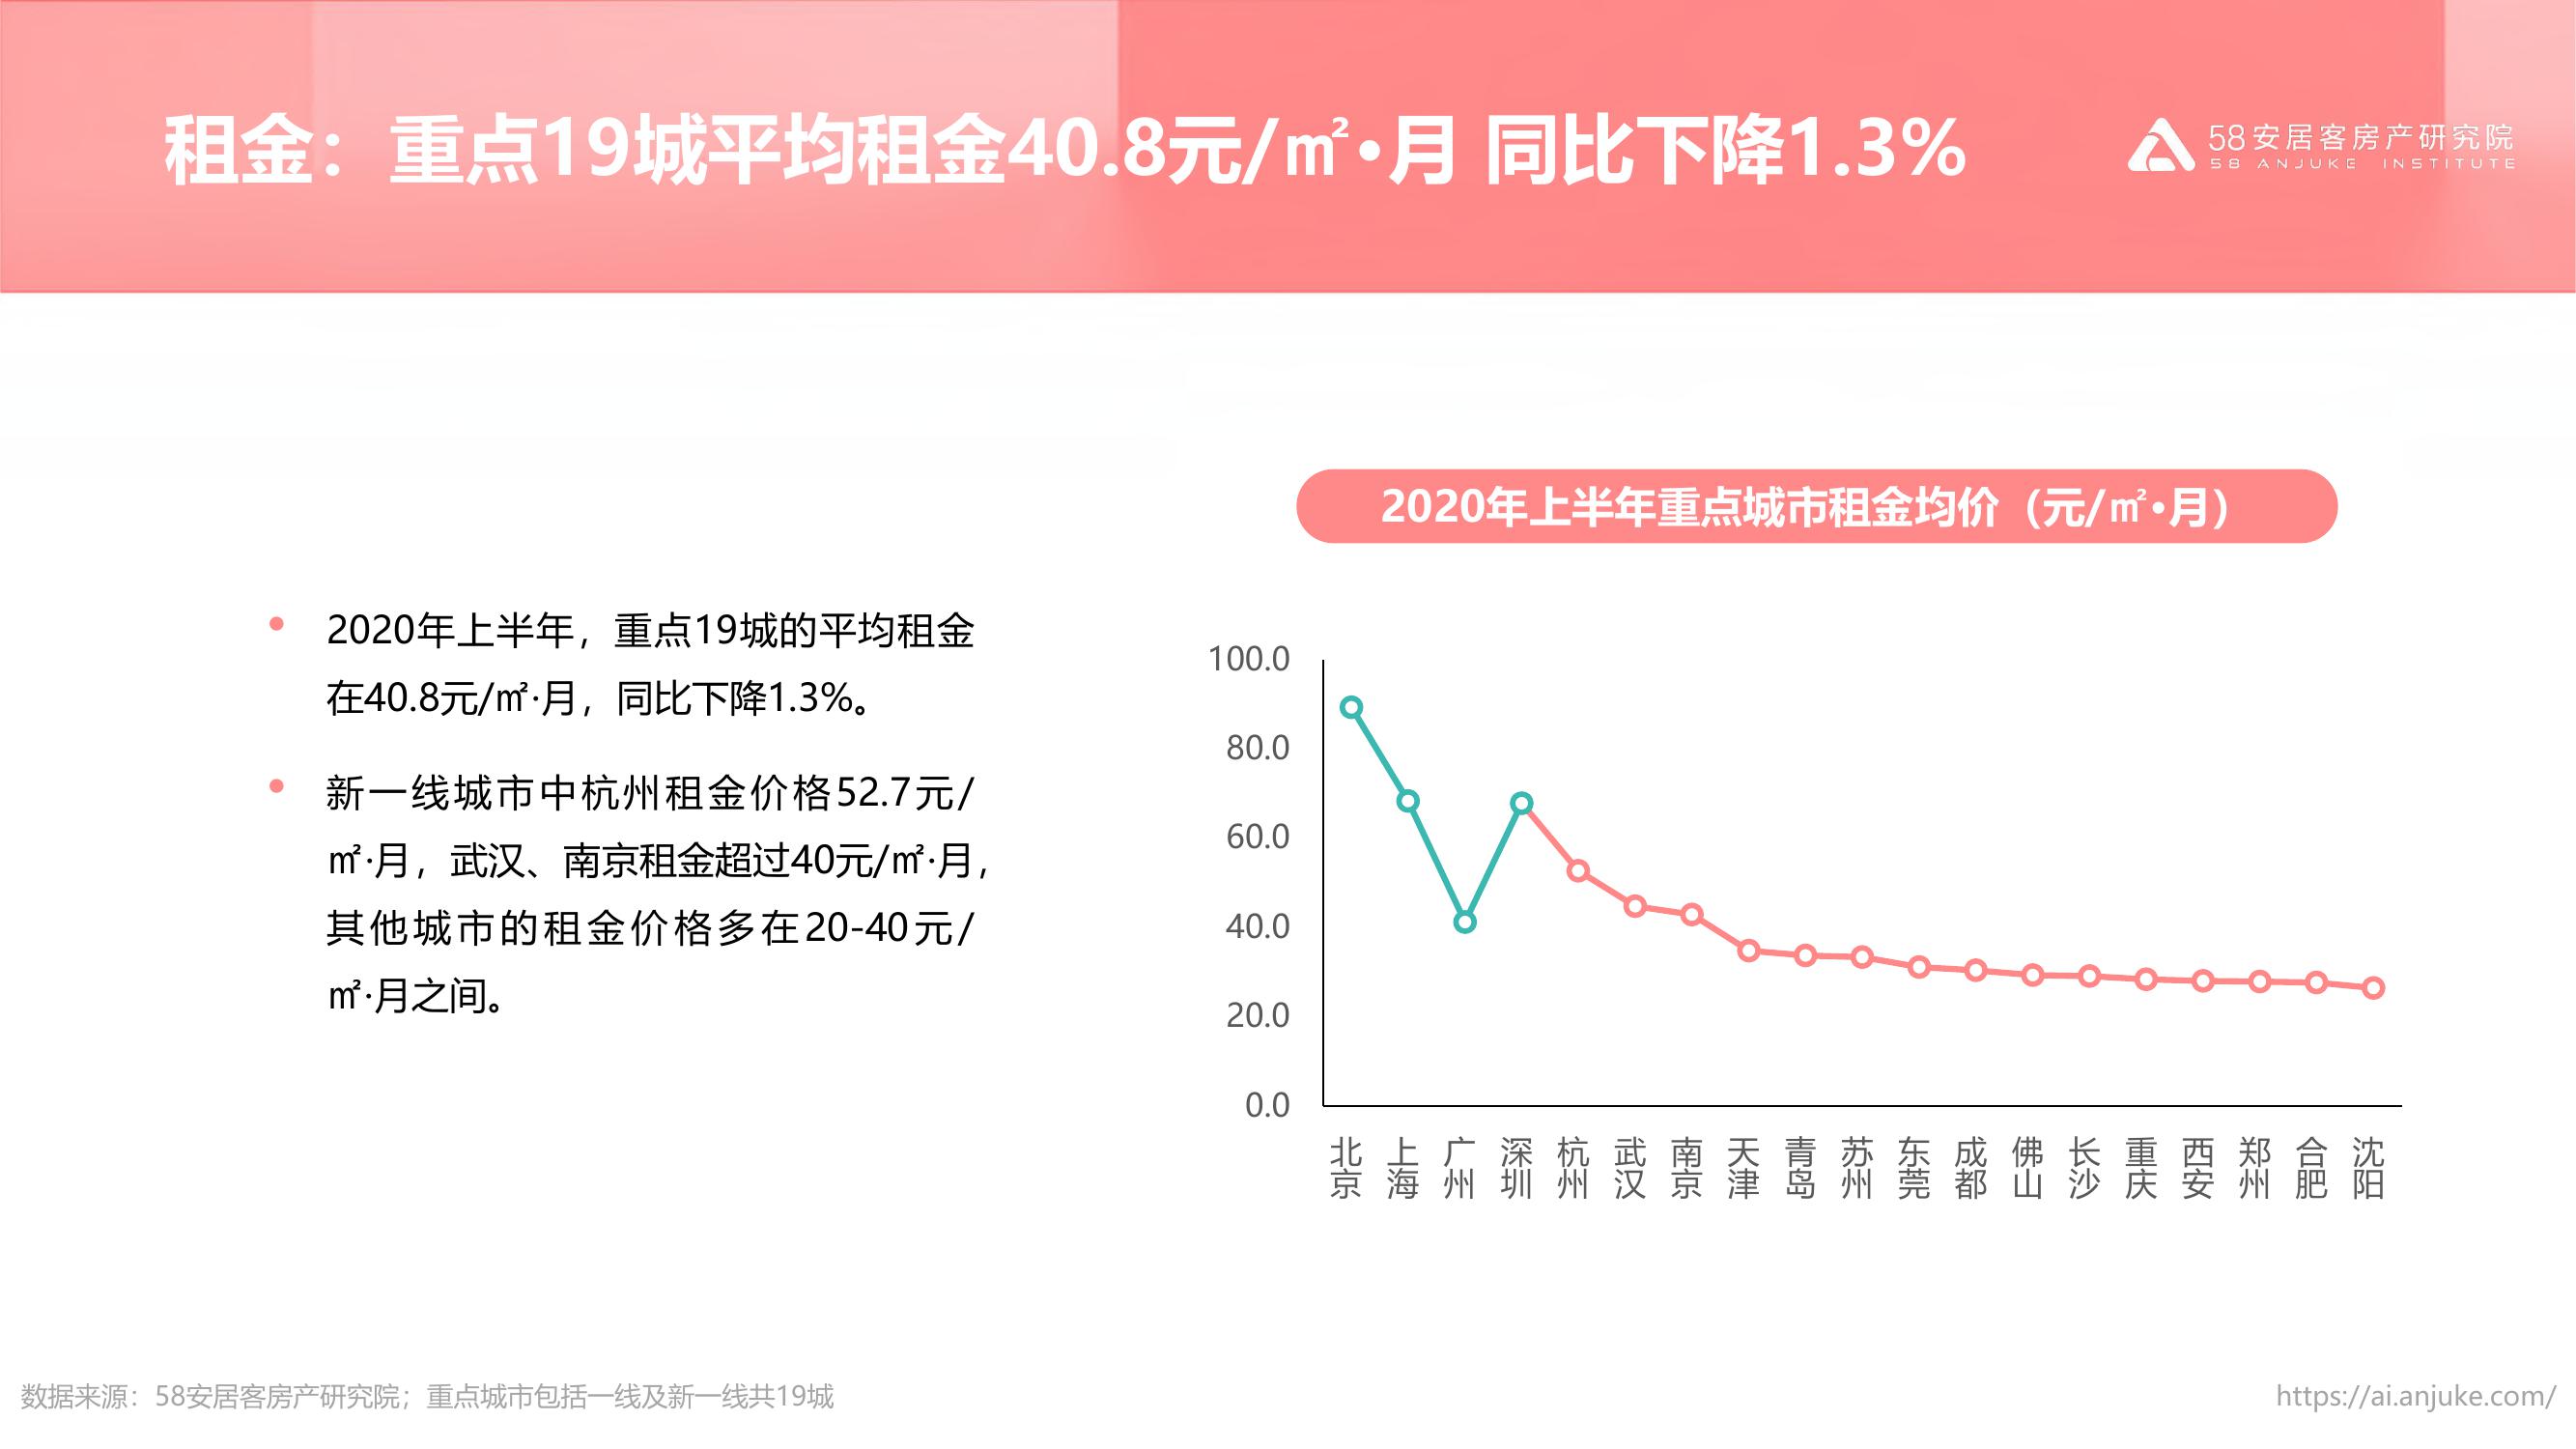 租金：重点19城平均租金40.8元/㎡•月 同比下降1.3%
58安居客房产研究院
58 ANJUKE INSTITUTE
2020年上半年重点城市租金均价（元/㎡•月）
• 2020年上半年，重点19城的平均租金
在40.8元/㎡·月，同比下降1.3%。
• 新一线城市中杭州租金价格52.7元/
㎡·月，武汉、南京租金超过40元/㎡·月，
其他城市的租金价格多在20-40元/
㎡·月之间。
100.0
80.0
60.0
40.0
20.0
0.0
北京 上海 广州 深圳 杭州 武汉 南京 天津 青岛 苏州 东莞 成都 佛山 长沙 重庆 西安 郑州 合肥 沈阳
数据来源：58安居客房产研究院；重点城市包括一线及新一线共19城
https://ai.anjuke.com/